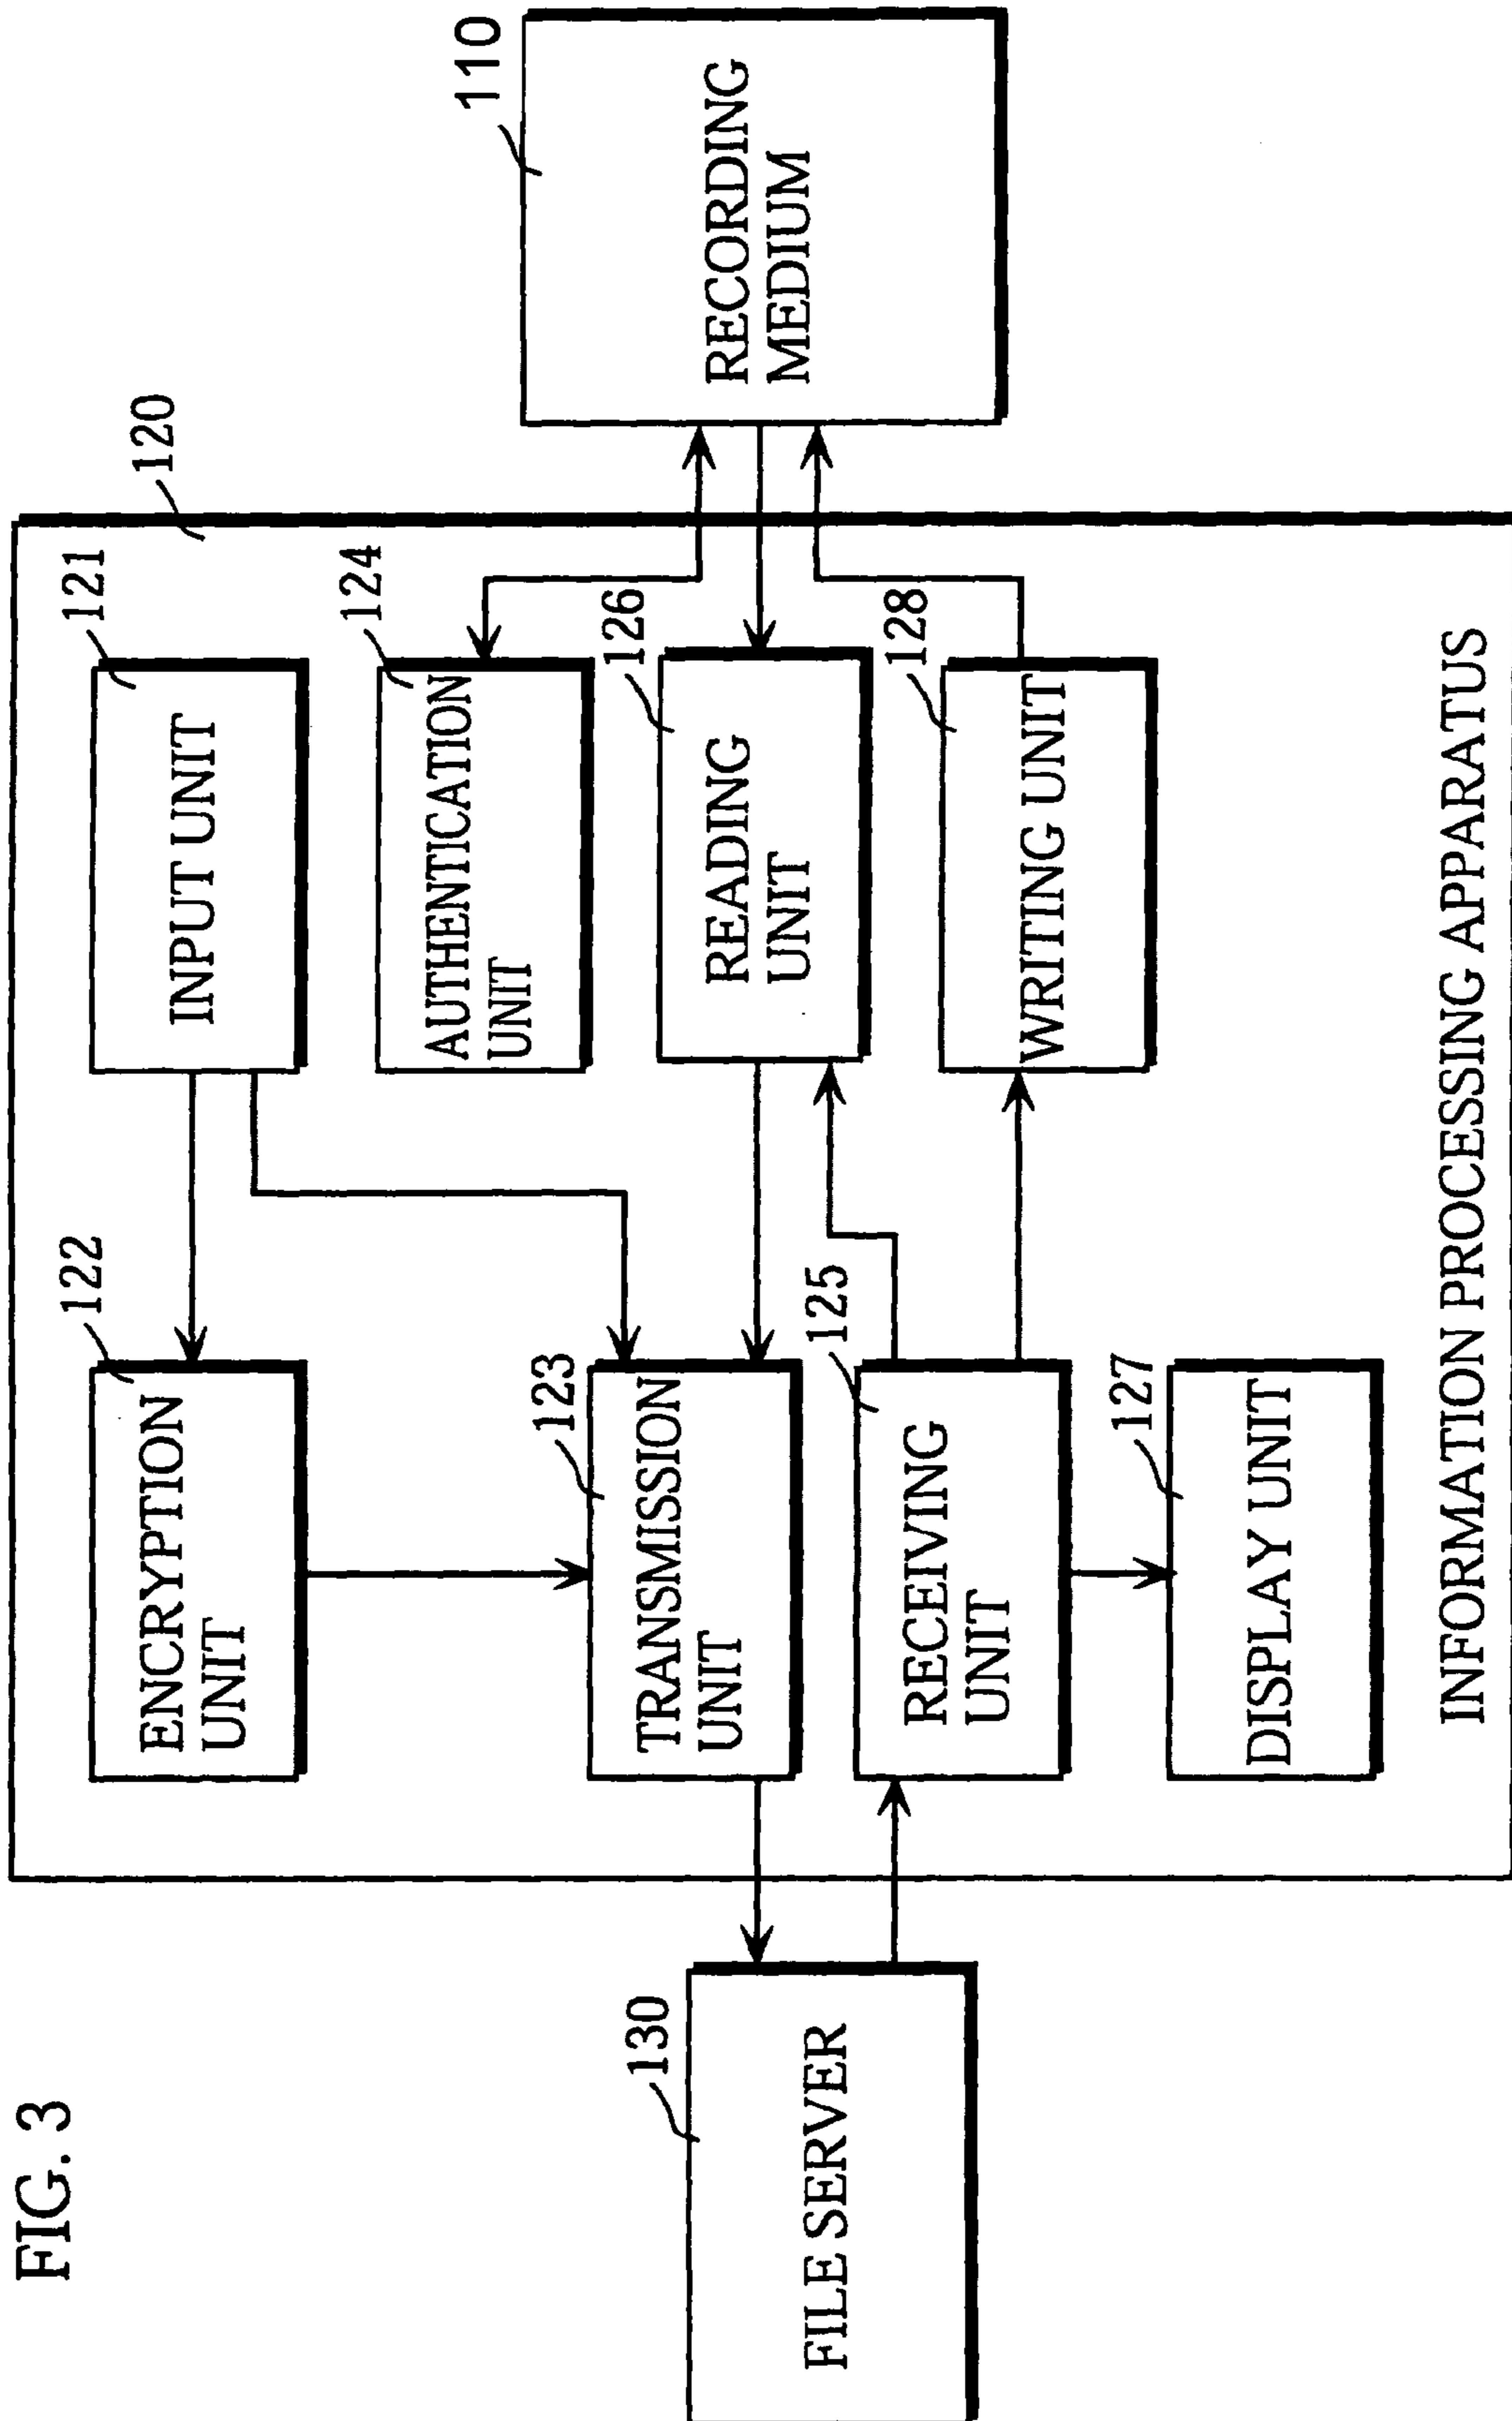 FIG. 3
120
122
ENCRYPTION
UNIT
121
INPUT UNIT
124
AUTHENTICATION
UNIT
110
RECORDING
MEDIUM
130
FILE SERVER
123
TRANSMISSION
UNIT
126
READING
UNIT
125
RECEIVING
UNIT
128
WRITING UNIT
127
DISPLAY UNIT
INFORMATION PROCESSING APPARATUS